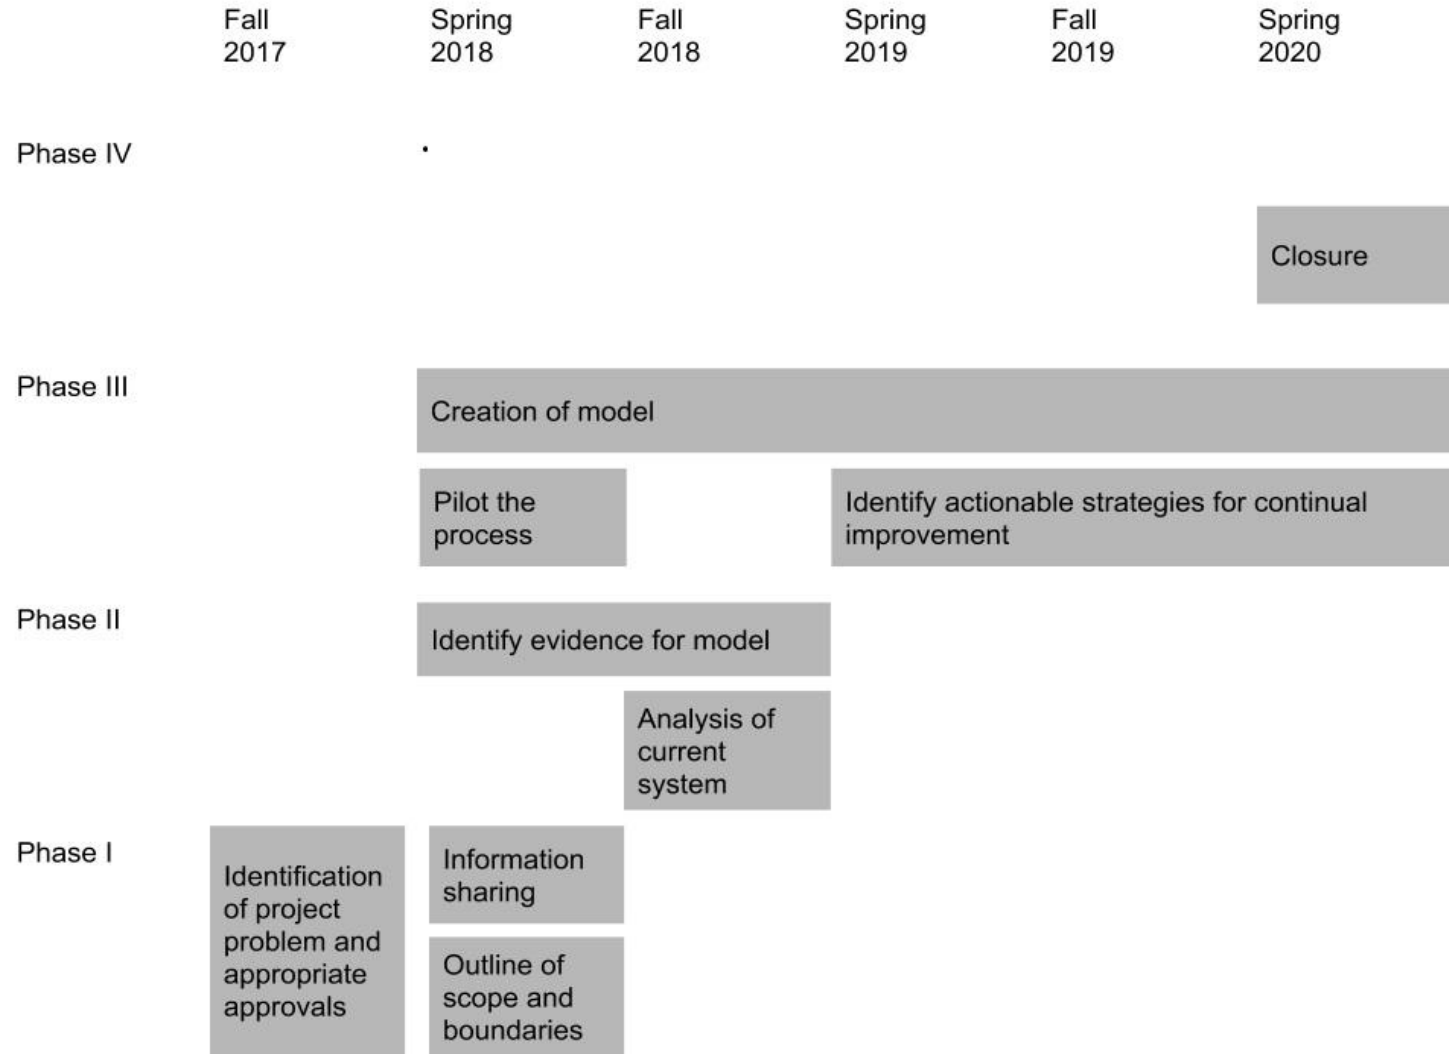 Fall
2017
Spring
2018
Fall
2018
Spring
2019
Fall
2019
Spring
2020
Phase IV
.
Closure
Phase III
Creation of model
Pilot the
process
Identify actionable strategies for continual
improvement
Phase II
Identify evidence for model
Analysis of
current
system
Phase I
Identification
of project
problem and
appropriate
approvals
Information
sharing
Outline of
scope and
boundaries